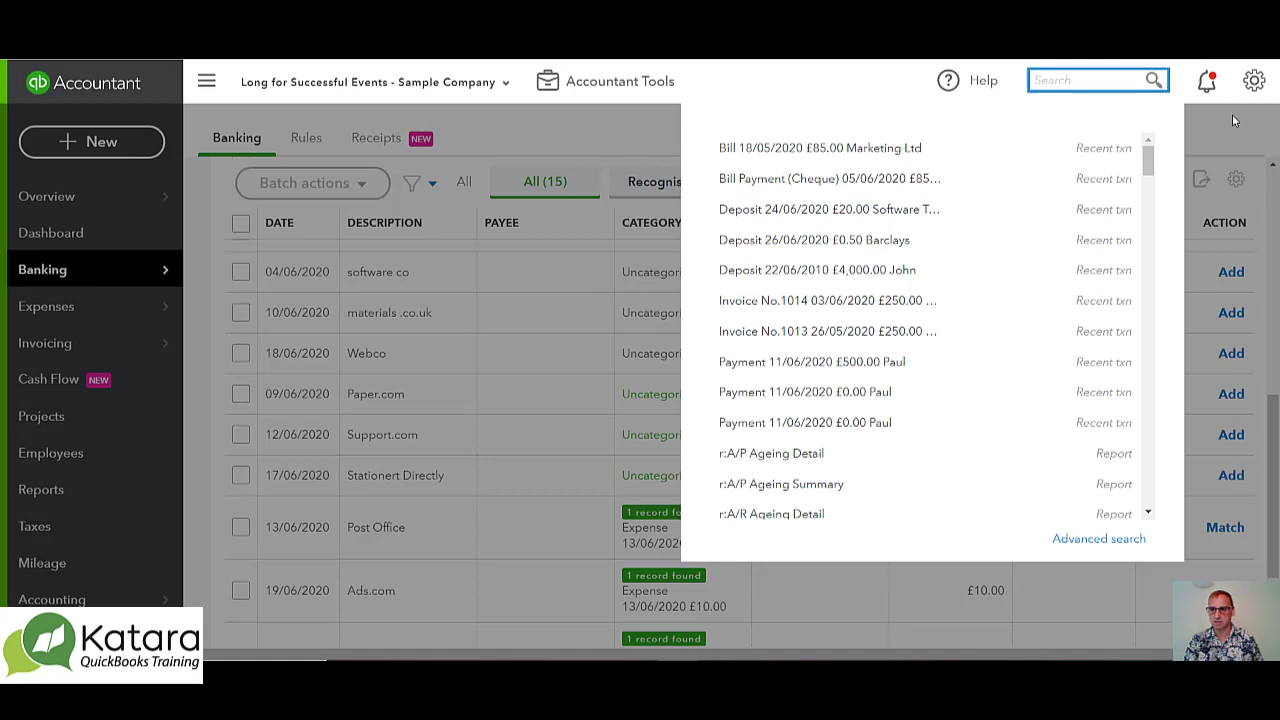 qb Accountant
Long for Successful Events - Sample Company
Accountant Tools
Help
Search
New
Overview
Dashboard
Banking
Expenses
Invoicing
Cash Flow NEW
Projects
Employees
Reports
Taxes
Mileage
Accounting
Banking
Rules
Receipts NEW
Batch actions
All
All (15)
Recognis
DATE
DESCRIPTION
PAYEE
CATEGORY
ACTION
04/06/2020 software co Uncategori Add
10/06/2020 materials .co.uk Uncategori Add
18/06/2020 Webco Uncategori Add
09/06/2020 Paper.com Uncategori Add
12/06/2020 Support.com Uncategori Add
17/06/2020 Stationert Directly Uncategori Add
13/06/2020 Post Office
1 record fo
Expense
13/06/2020
Match
19/06/2020 Ads.com
1 record found
Expense
13/06/2020 £10.00
£10.00
1 record found
Bill 18/05/2020 £85.00 Marketing Ltd Recent txn
Bill Payment (Cheque) 05/06/2020 £85... Recent txn
Deposit 24/06/2020 £20.00 Software T... Recent txn
Deposit 26/06/2020 £0.50 Barclays Recent txn
Deposit 22/06/2010 £4,000.00 John Recent txn
Invoice No.1014 03/06/2020 £250.00 ... Recent txn
Invoice No.1013 26/05/2020 £250.00 ... Recent txn
Payment 11/06/2020 £500.00 Paul Recent txn
Payment 11/06/2020 £0.00 Paul Recent txn
Payment 11/06/2020 £0.00 Paul Recent txn
r:A/P Ageing Detail Report
r:A/P Ageing Summary Report
r:A/R Ageing Detail Report
Advanced search
Katara
QuickBooks Training